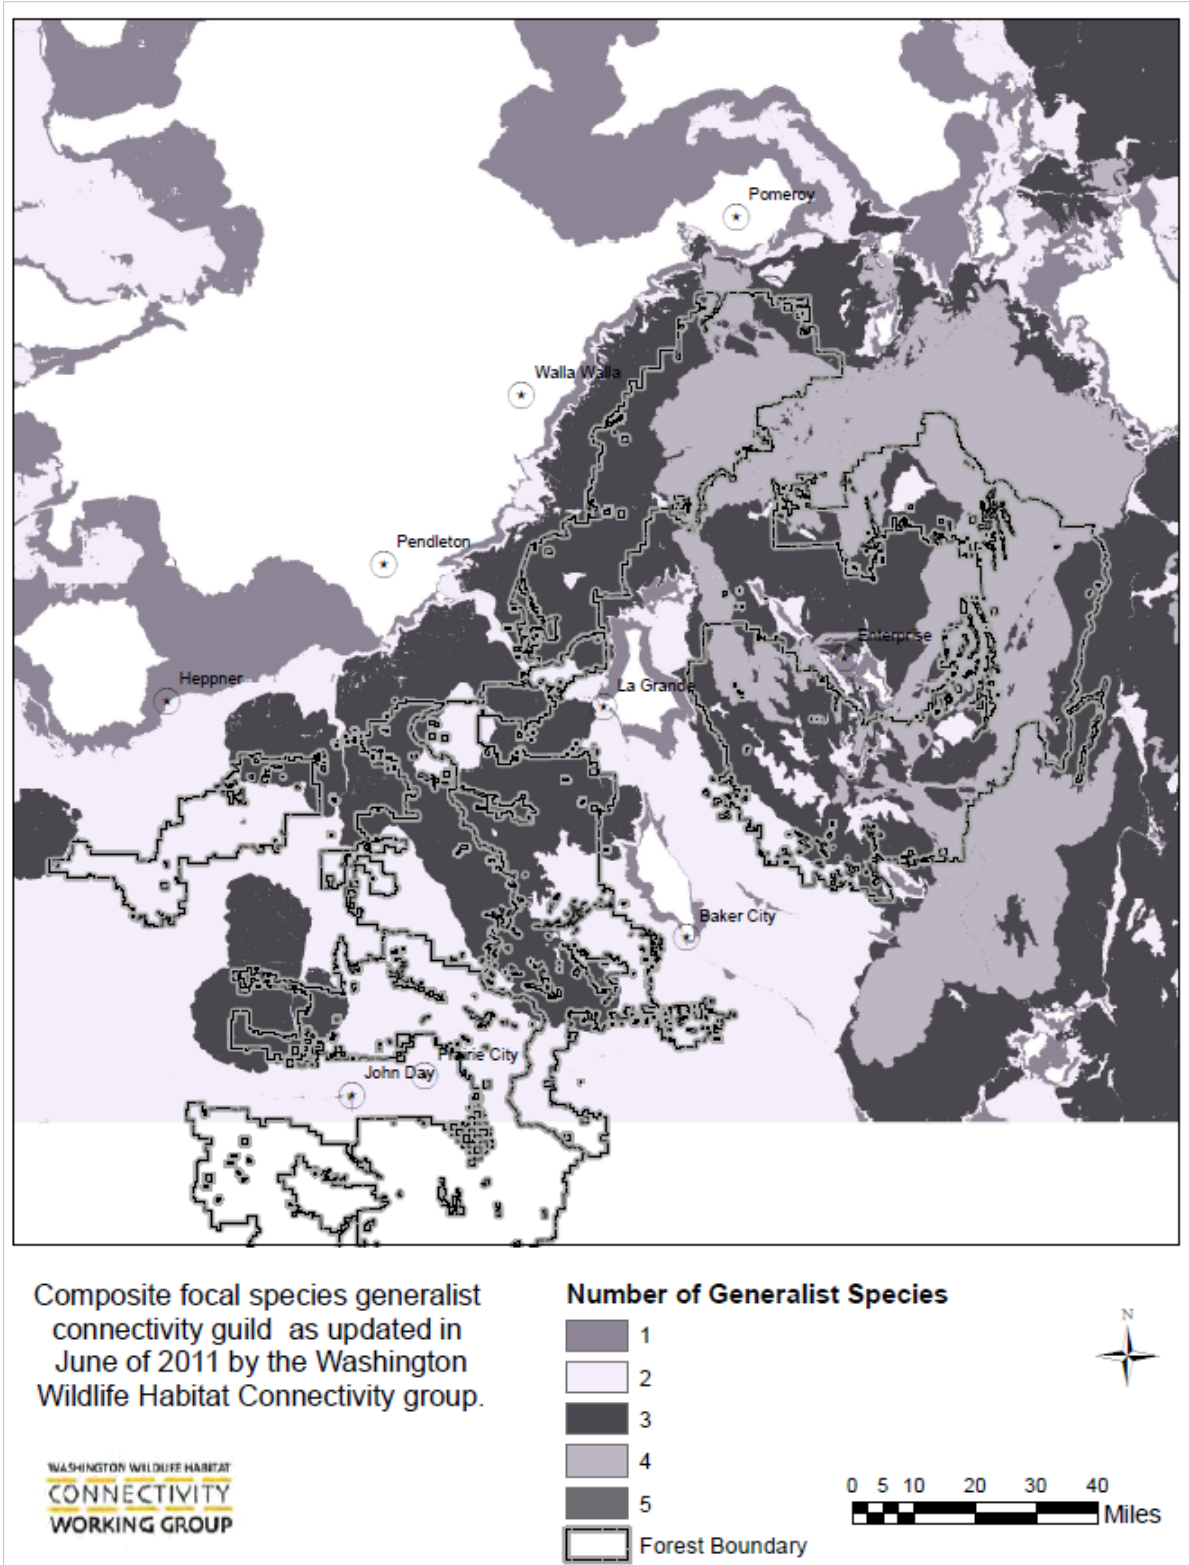 Pomeroy
Walla Walla
Pendleton
Enterprise
Heppner
La Grande
Baker City
Prairie City
John Day
Composite focal species generalist
connectivity guild as updated in
June of 2011 by the Washington
Wildlife Habitat Connectivity group.
WASHINGTON WILDLIFE HABITAT
CONNECTIVITY
WORKING GROUP
Number of Generalist Species
1
2
3
4
5
Forest Boundary
N
0 5 10 20 30 40
Miles